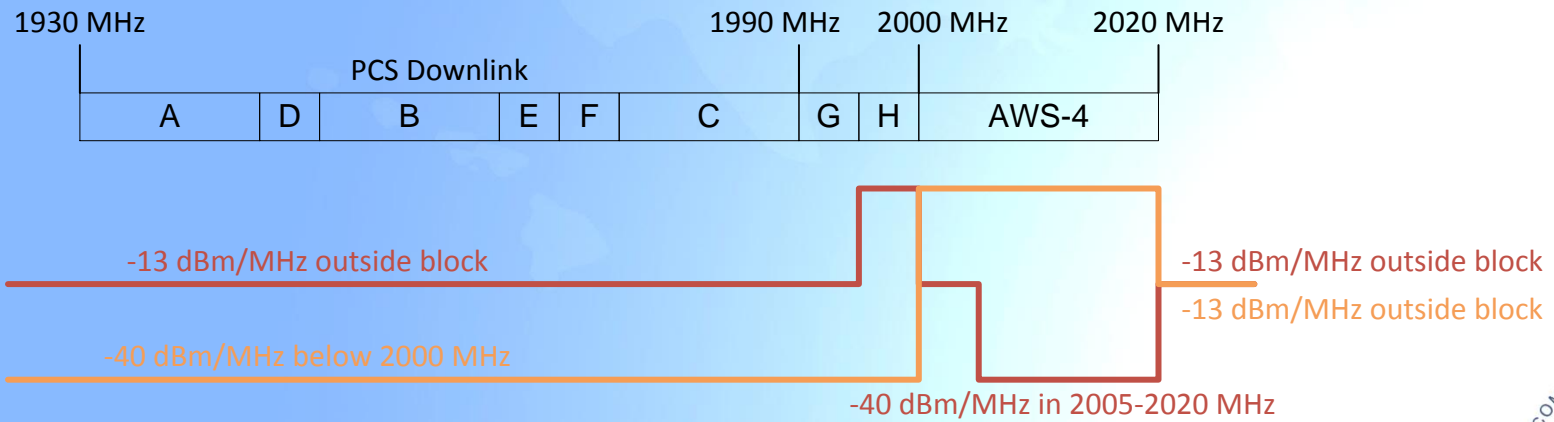 1930 MHz 1990 MHz 2000 MHz 2020 MHz
PCS Downlink
A D B E F C G H AWS-4
-13 dBm/MHz outside block
-13 dBm/MHz outside block
-13 dBm/MHz outside block
-40 dBm/MHz below 2000 MHz
-40 dBm/MHz in 2005-2020 MHz